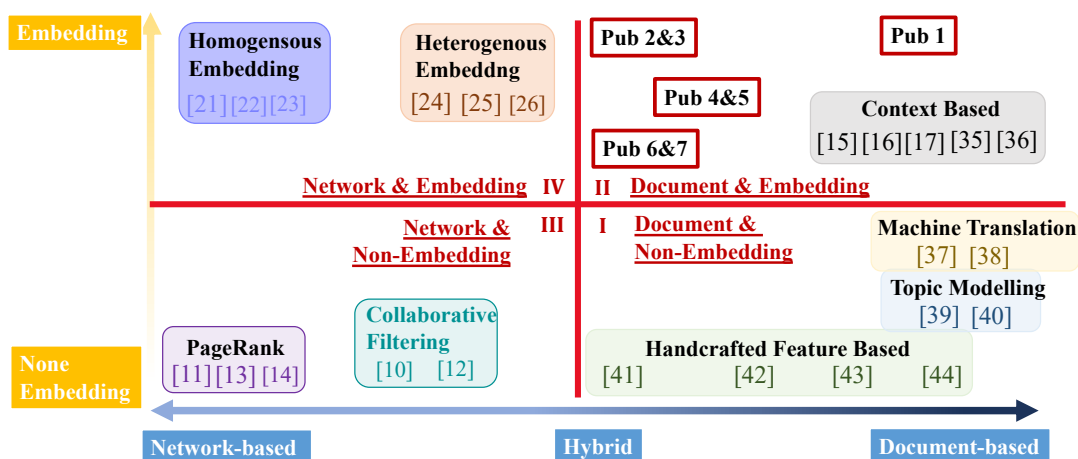 Embedding
Homogensous
Embedding
[21] [22] [23]
Heterogenous
Embeddng
[24] [25] [26]
Pub 2&3
Pub 1
Pub 4&5
Pub 6&7
Context Based
[15] [16] [17] [35] [36]
Network & Embedding IV
II Document & Embedding
Network &
Non-Embedding
III
I
Document &
Non-Embedding
Machine Translation
[37] [38]
Topic Modelling
[39] [40]
Collaborative
Filtering
[10] [12]
PageRank
[11] [13] [14]
Handcrafted Feature Based
[41] [42] [43] [44]
None
Embedding
Network-based
Hybrid
Document-based